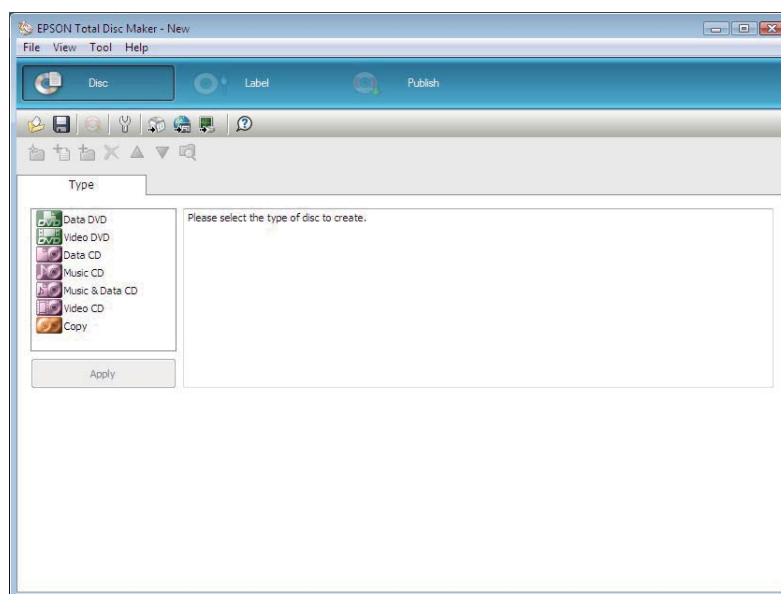 EPSON Total Disc Maker - New
File View Tool Help
Disc Label Publish
Type
Data DVD
Video DVD
Data CD
Music CD
Music & Data CD
Video CD
Copy
Please select the type of disc to create.
Apply